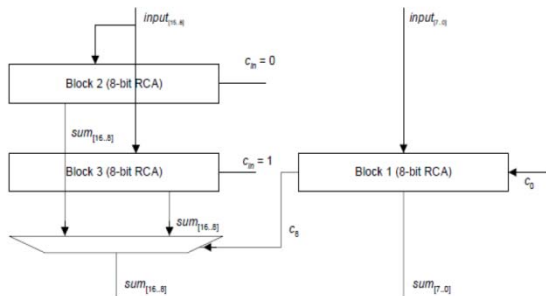 input[16..8]
input[7..0]
Block 2 (8-bit RCA)
cin = 0
sum[16..8]
Block 3 (8-bit RCA)
cin = 1
Block 1 (8-bit RCA)
c0
sum[16..8]
c8
sum[16..8]
sum[7..0]